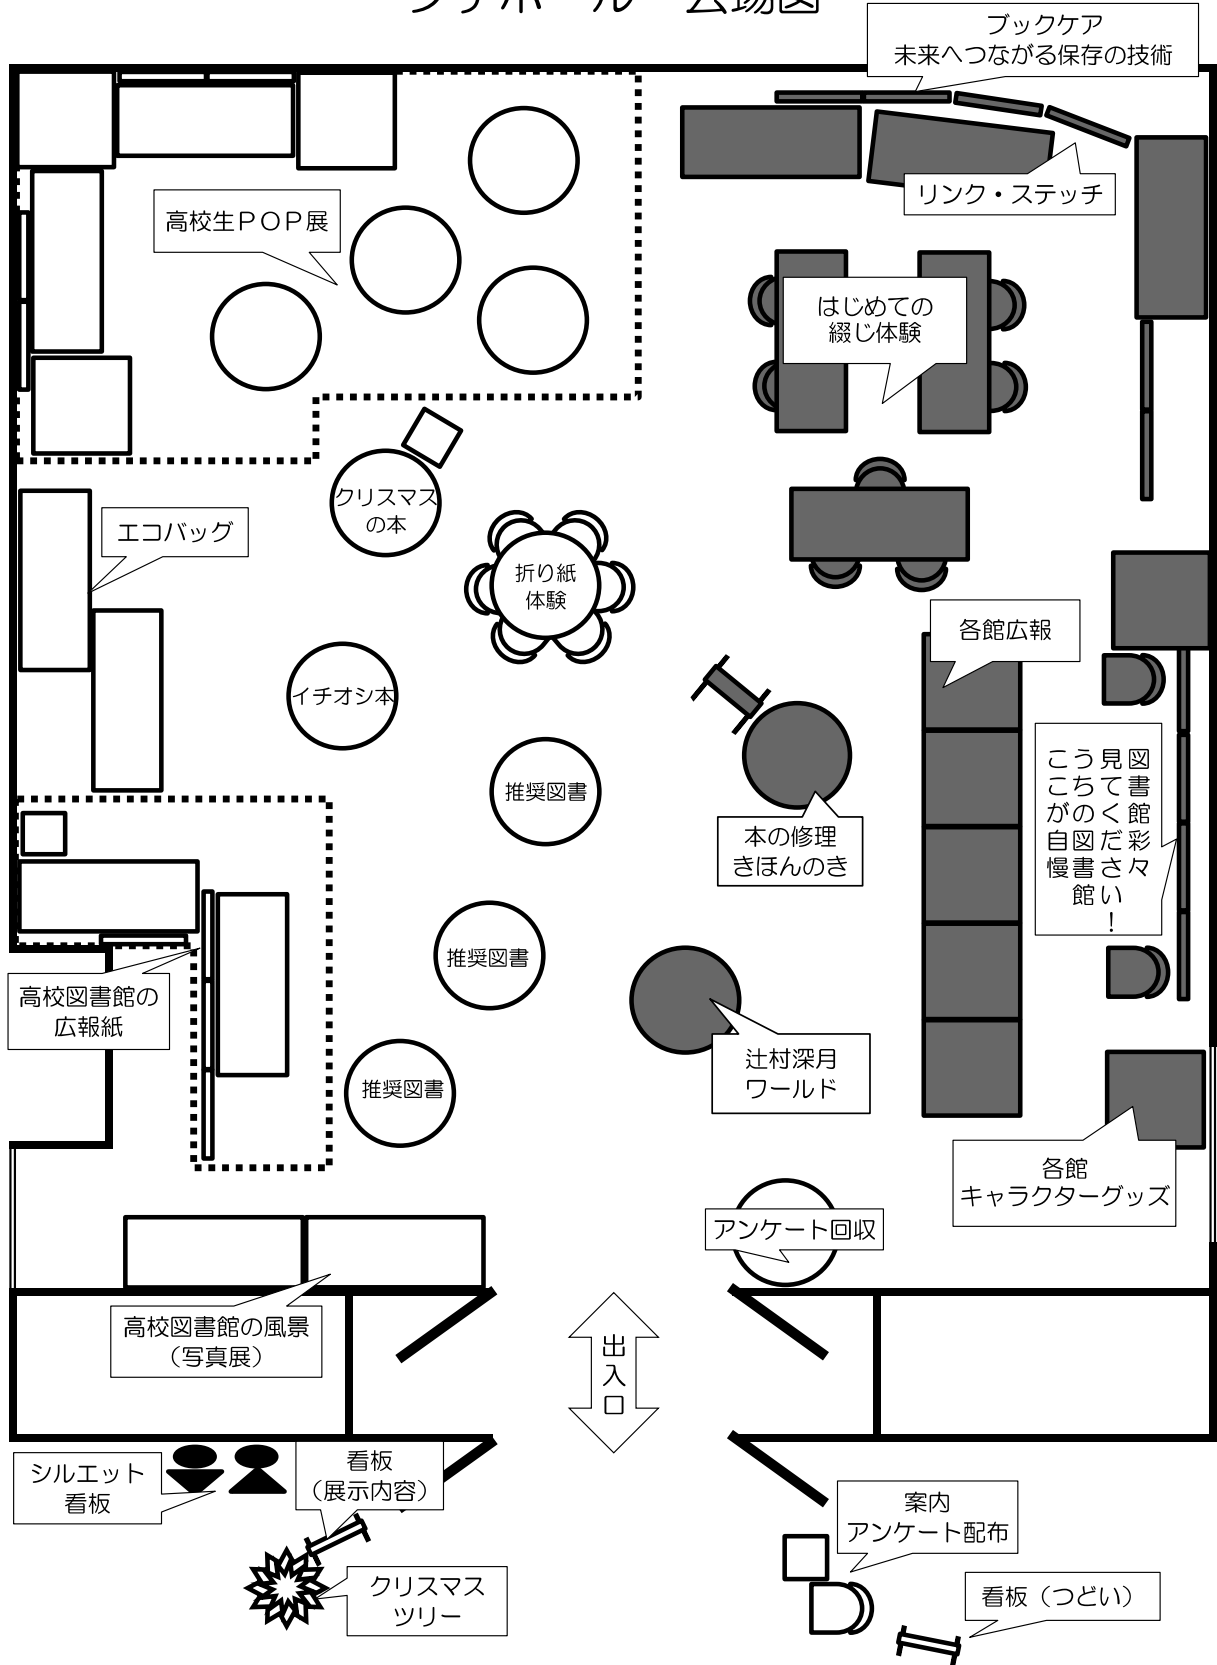 ブックケア
未来へつながる保存の技術
リンク・ステッチ
高校生ＰＯＰ展
はじめての
綴じ体験
クリスマス
の本
エコバッグ
折り紙
体験
各館広報
イチオシ本
図書館彩々
見てください！
うちの図書館
ここが自慢
推奨図書
本の修理
きほんのき
推奨図書
高校図書館の
広報紙
辻村深月
ワールド
推奨図書
各館
キャラクターグッズ
アンケート回収
高校図書館の風景
（写真展）
出入口
シルエット
看板
看板
（展示内容）
案内
アンケート配布
クリスマス
ツリー
看板（つどい）